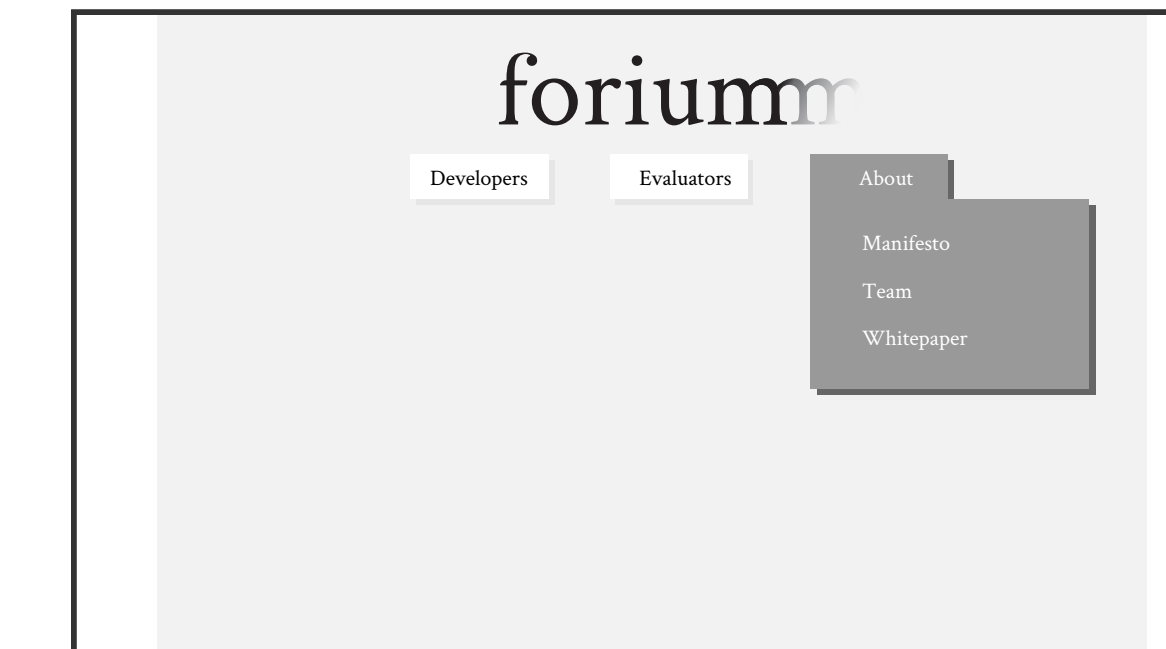 foriumm
Developers Evaluators About
Manifesto
Team
Whitepaper